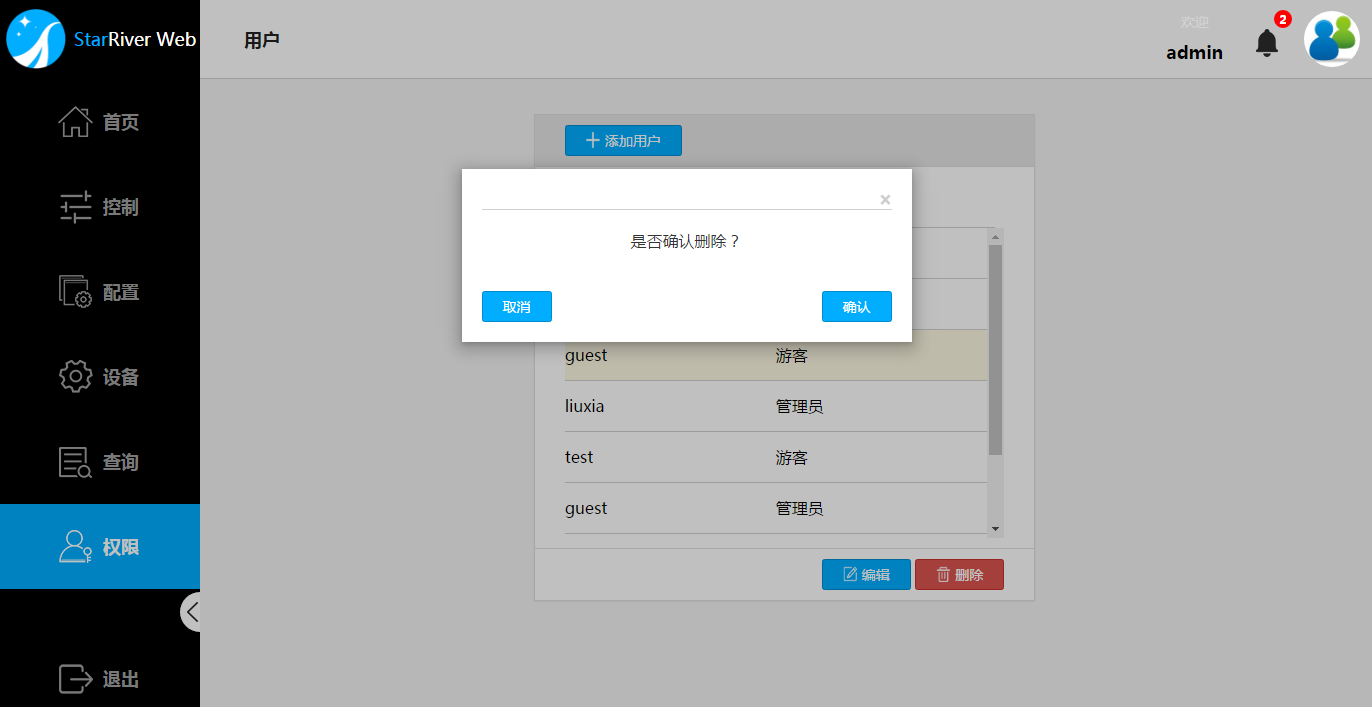 StarRiver Web
用户
欢迎
admin
2
首页
控制
配置
设备
查询
权限
退出
添加用户
×
是否确认删除？
取消
确认
guest 游客
liuxia 管理员
test 游客
guest 管理员
编辑
删除